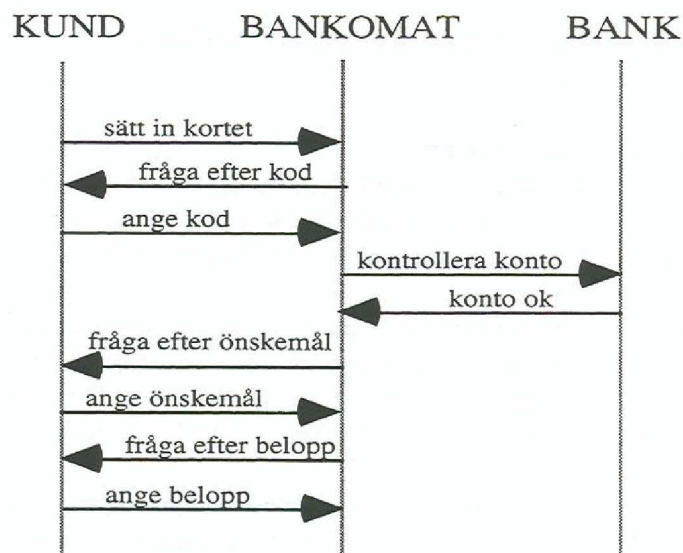 KUND BANKOMAT BANK
sätt in kortet
fråga efter kod
ange kod
kontrollera konto
konto ok
fråga efter önskemål
ange önskemål
fråga efter belopp
ange belopp